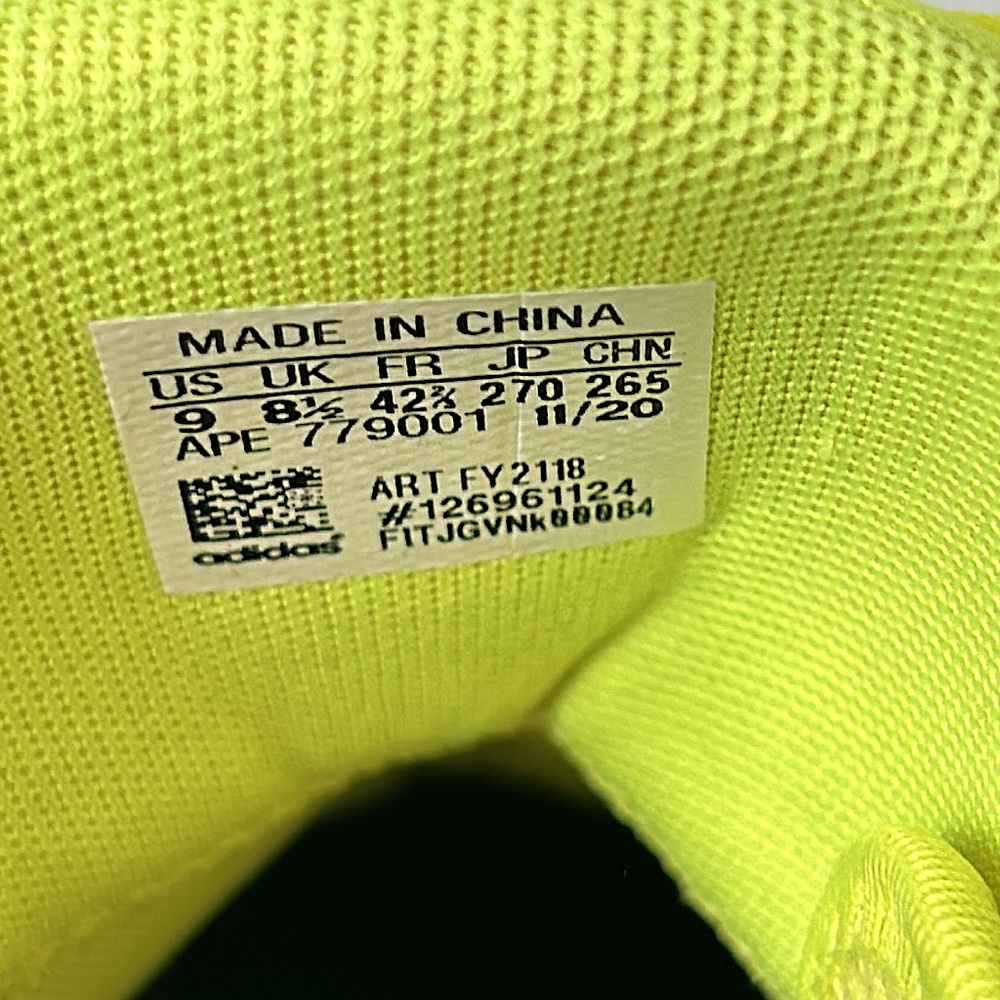 MADE IN CHINA
US UK FR JP CHN
9 8½ 42⅔ 270 265
APE 779001 11/20
ART FY2118
#126961124
F1TJGVNk00084
adidas